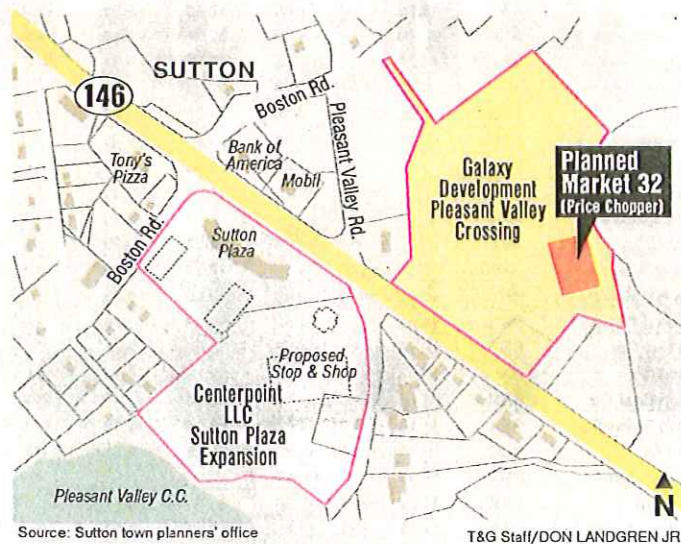 SUTTON
146
Boston Rd.
Pleasant Valley Rd.
Bank of
America
Mobil
Tony's
Pizza
Boston Rd.
Sutton
Plaza
Galaxy
Development
Pleasant Valley
Crossing
Planned
Market 32
(Price Chopper)
Proposed
Stop & Shop
Centerpoint
LLC
Sutton Plaza
Expansion
Pleasant Valley C.C.
N
Source: Sutton town planners' office
T&G Staff/DON LANDGREN JR